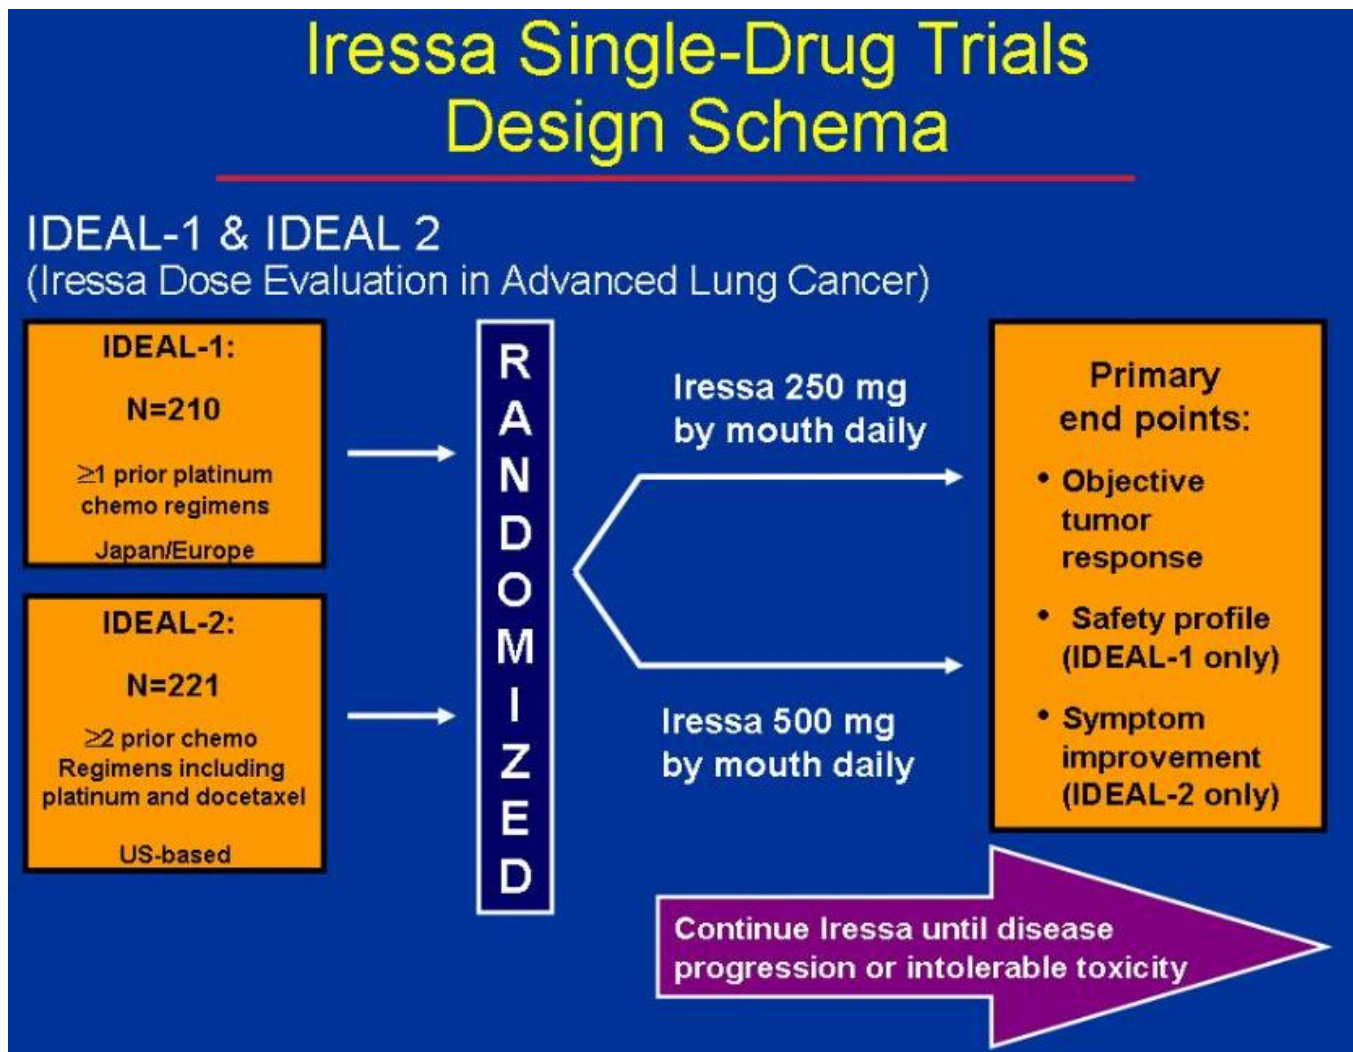 Iressa Single-Drug Trials
Design Schema
IDEAL-1 & IDEAL 2
(Iressa Dose Evaluation in Advanced Lung Cancer)
IDEAL-1:
N=210
≥1 prior platinum
chemo regimens
Japan/Europe
IDEAL-2:
N=221
≥2 prior chemo
Regimens including
platinum and docetaxel
US-based
RANDOMIZED
Iressa 250 mg
by mouth daily
Iressa 500 mg
by mouth daily
Primary
end points:
• Objective
tumor
response
• Safety profile
(IDEAL-1 only)
• Symptom
improvement
(IDEAL-2 only)
Continue Iressa until disease
progression or intolerable toxicity